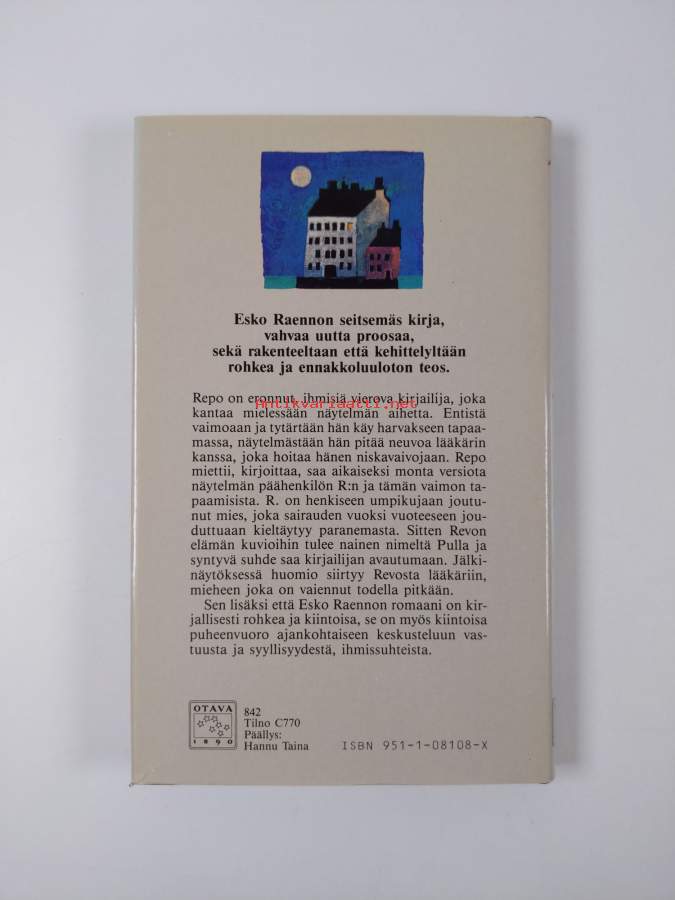 Esko Raennon seitsemäs kirja,
vahvaa uutta proosaa,
sekä rakenteeltaan että kehittelyltään
rohkea ja ennakkoluuloton teos.
Repo on eronnut, ihmisiä vierova kirjailija, joka
Antikvariaatti.net
kantaa mielessään näytelmän aihetta. Entistä
vaimoaan ja tytärtään hän käy harvakseen tapaa-
massa, näytelmästään hän pitää neuvoa lääkärin
kanssa, joka hoitaa hänen niskavaivojaan. Repo
miettii, kirjoittaa, saa aikaiseksi monta versiota
näytelmän päähenkilön R:n ja tämän vaimon ta-
paamisista. R. on henkiseen umpikujaan joutu-
nut mies, joka sairauden vuoksi vuoteeseen jou-
duttuaan kieltäytyy paranemasta. Sitten Revon
elämän kuvioihin tulee nainen nimeltä Pulla ja
syntyvä suhde saa kirjailijan avautumaan. Jälki-
näytöksessä huomio siirtyy Revosta lääkäriin,
mieheen joka on vaiennut todella pitkään.
Sen lisäksi että Esko Raennon romaani on kir-
jallisesti rohkea ja kiintoisa, se on myös kiintoisa
puheenvuoro ajankohtaiseen keskusteluun vas-
tuusta ja syyllisyydestä, ihmissuhteista.
OTAVA
1890
842
Tilno C770
Päällys:
Hannu Taina
ISBN 951-1-08108-X